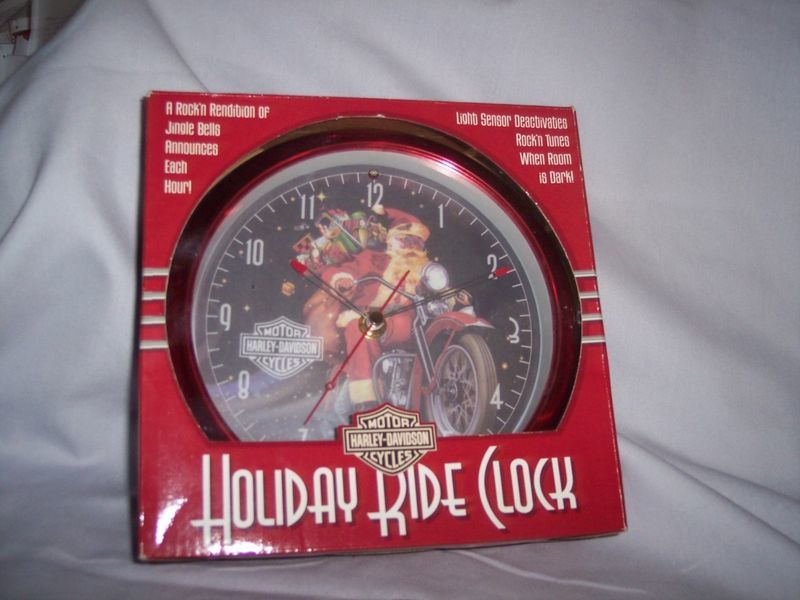 A Rock'n Rendition of
Jingle Bells
Announces
Each
Hour!
Light Sensor Deactivates
Rock'n Tunes
When Room
is Dark!
12
11
1
10
2
9
3
8
4
7
MOTOR
HARLEY-DAVIDSON
CYCLES
MOTOR
HARLEY-DAVIDSON
CYCLES
HOLIDAY RIDE CLOCK